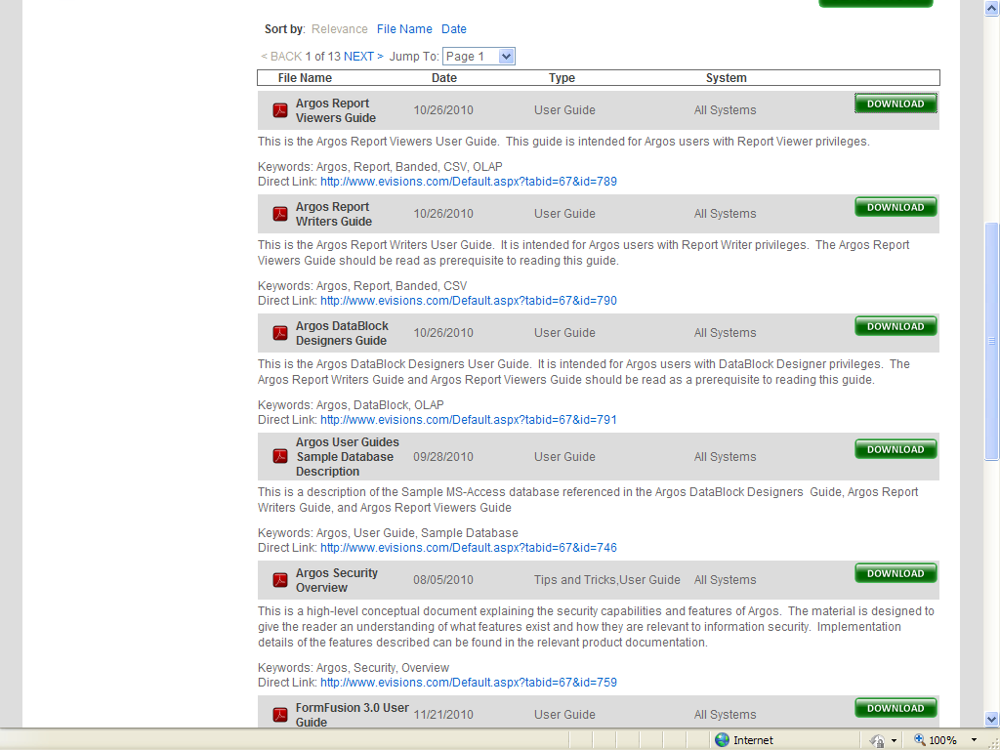 Sort by: Relevance File Name Date
< BACK 1 of 13 NEXT > Jump To: Page 1
File Name Date Type System
Argos Report
Viewers Guide
10/26/2010 User Guide All Systems DOWNLOAD
This is the Argos Report Viewers User Guide. This guide is intended for Argos users with Report Viewer privileges.
Keywords: Argos, Report, Banded, CSV, OLAP
Direct Link: http://www.evisions.com/Default.aspx?tabid=67&id=789
Argos Report
Writers Guide
10/26/2010 User Guide All Systems DOWNLOAD
This is the Argos Report Writers User Guide. It is intended for Argos users with Report Writer privileges. The Argos Report
Viewers Guide should be read as prerequisite to reading this guide.
Keywords: Argos, Report, Banded, CSV
Direct Link: http://www.evisions.com/Default.aspx?tabid=67&id=790
Argos DataBlock
Designers Guide
10/26/2010 User Guide All Systems DOWNLOAD
This is the Argos DataBlock Designers User Guide. It is intended for Argos users with DataBlock Designer privileges. The
Argos Report Writers Guide and Argos Report Viewers Guide should be read as a prerequisite to reading this guide.
Keywords: Argos, DataBlock, OLAP
Direct Link: http://www.evisions.com/Default.aspx?tabid=67&id=791
Argos User Guides
Sample Database
Description
09/28/2010 User Guide All Systems DOWNLOAD
This is a description of the Sample MS-Access database referenced in the Argos DataBlock Designers Guide, Argos Report
Writers Guide, and Argos Report Viewers Guide
Keywords: Argos, User Guide, Sample Database
Direct Link: http://www.evisions.com/Default.aspx?tabid=67&id=746
Argos Security
Overview
08/05/2010 Tips and Tricks,User Guide All Systems DOWNLOAD
This is a high-level conceptual document explaining the security capabilities and features of Argos. The material is designed to
give the reader an understanding of what features exist and how they are relevant to information security. Implementation
details of the features described can be found in the relevant product documentation.
Keywords: Argos, Security, Overview
Direct Link: http://www.evisions.com/Default.aspx?tabid=67&id=759
FormFusion 3.0 User
Guide
11/21/2010 User Guide All Systems DOWNLOAD
Internet 100%